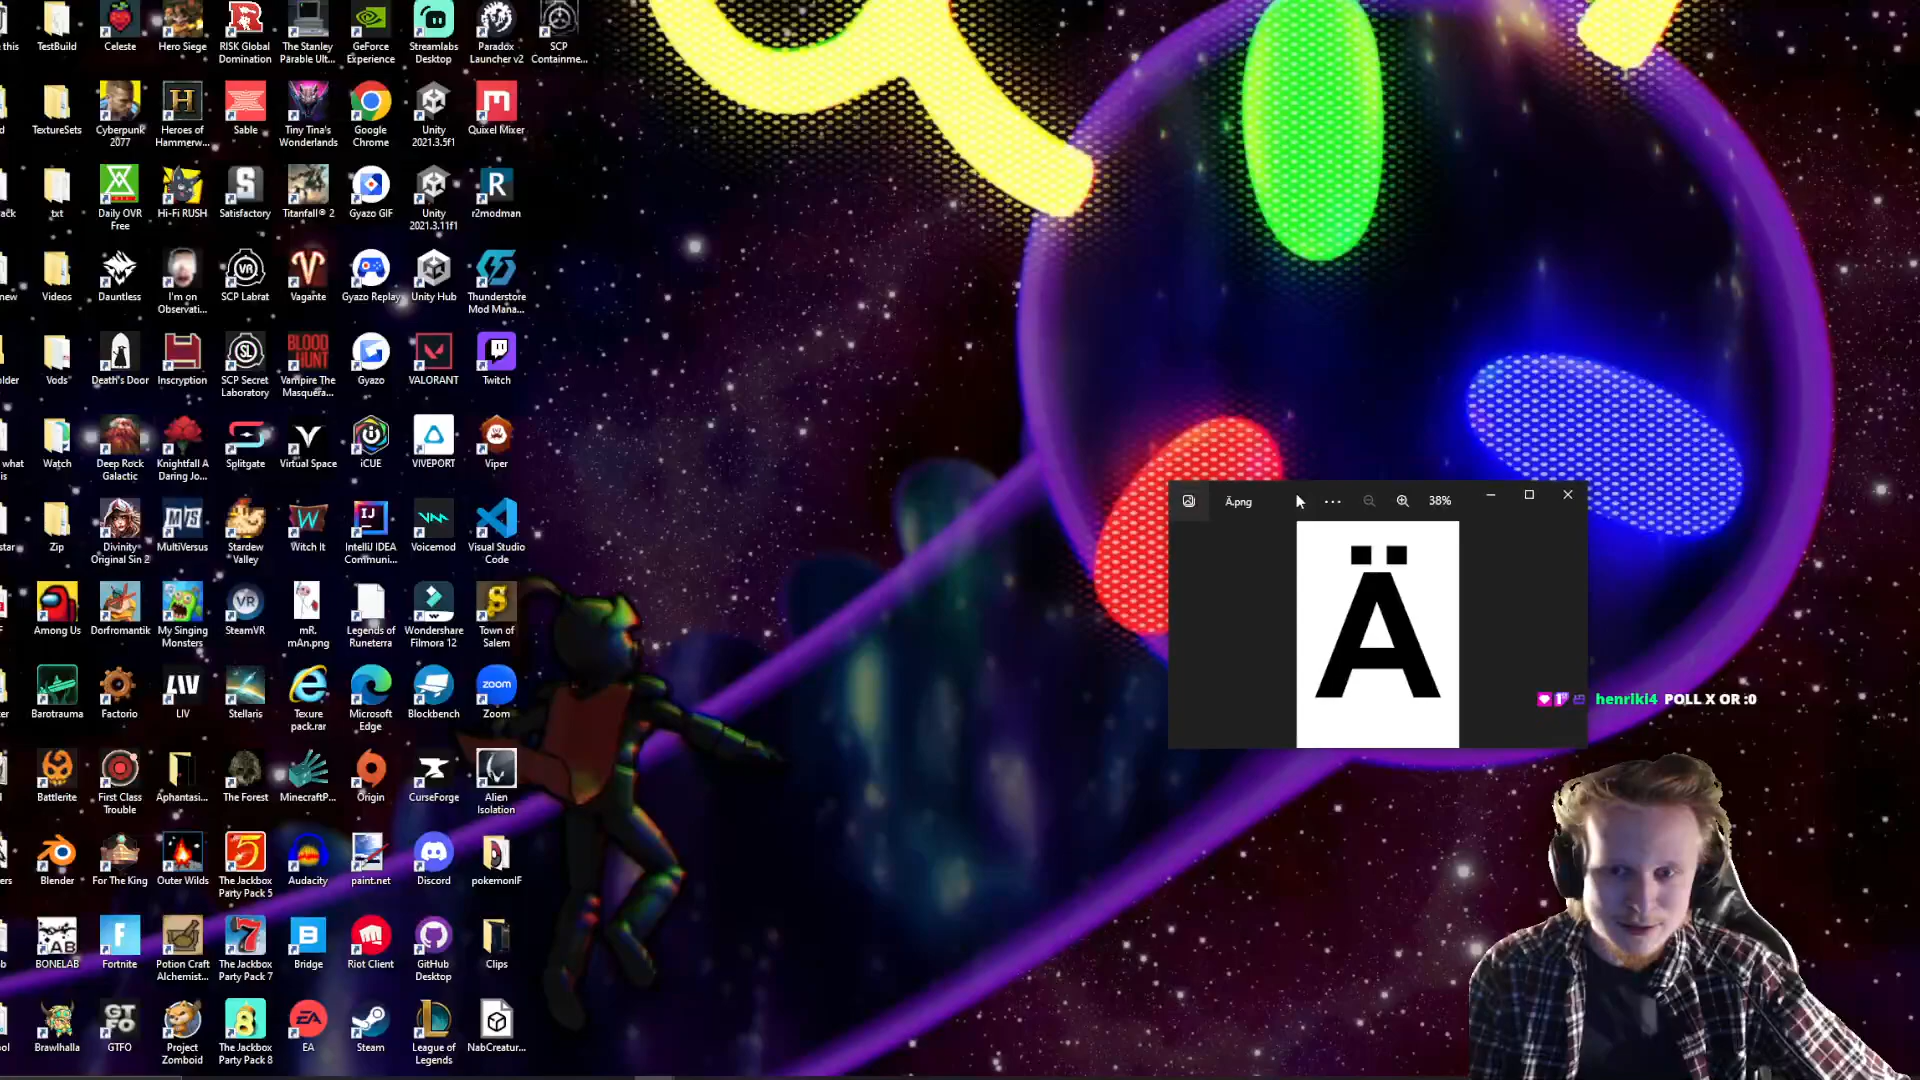 this
TestBuild
Celeste
Hero Siege
RISK Global
Domination
The Stanley
Parable Ult...
GeForce
Experience
Streamlabs
Desktop
Paradox
Launcher v2
SCP
Containme...
TextureSets
Cyberpunk
2077
Heroes of
Hammerw...
Sable
Tiny Tina's
Wonderlands
Google
Chrome
Unity
2021.3.5f1
Quixel Mixer
txt
Daily OVR
Free
Hi-Fi RUSH
Satisfactory
Titanfall® 2
Gyazo GIF
Unity
2021.3.11f1
r2modman
Videos
Dauntless
I'm on
Observati...
SCP Labrat
Vagante
Gyazo Replay
Unity Hub
Thunderstore
Mod Mana...
Vods
Death's Door
Inscryption
SCP Secret
Laboratory
Vampire The
Masquera...
Gyazo
VALORANT
Twitch
what
is
Watch
Deep Rock
Galactic
Knightfall A
Daring Jo...
Splitgate
Virtual Space
iCUE
VIVEPORT
Viper
Zip
Divinity
Original Sin 2
MultiVersus
Stardew
Valley
Witch It
IntelliJ IDEA
Communi...
Voicemod
Visual Studio
Code
Among Us
Dorfromantik
My Singing
Monsters
SteamVR
mR.
mAn.png
Legends of
Runeterra
Wondershare
Filmora 12
Town of
Salem
Barotrauma
Factorio
LIV
Stellaris
Texure
pack.rar
Microsoft
Edge
Blockbench
Zoom
Battlerite
First Class
Trouble
Aphantasi...
The Forest
MinecraftP...
Origin
CurseForge
Alien
Isolation
Blender
For The King
Outer Wilds
The Jackbox
Party Pack 5
Audacity
paint.net
Discord
pokemonIF
BONELAB
Fortnite
Potion Craft
Alchemist...
The Jackbox
Party Pack 7
Bridge
Riot Client
GitHub
Desktop
Clips
Brawlhalla
GTFO
Project
Zomboid
The Jackbox
Party Pack 8
EA
Steam
League of
Legends
NabCreatur...
Ä.png
38%
Ä
henriki4 POLL X OR :0